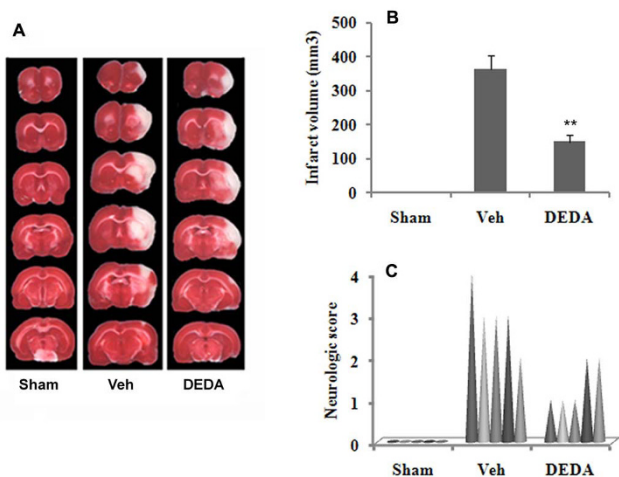 A
Sham Veh DEDA
B
Infarct volume (mm3)
500
400
300
200
100
0
**
Sham Veh DEDA
C
Neurologic score
4
3
2
1
0
Sham Veh DEDA